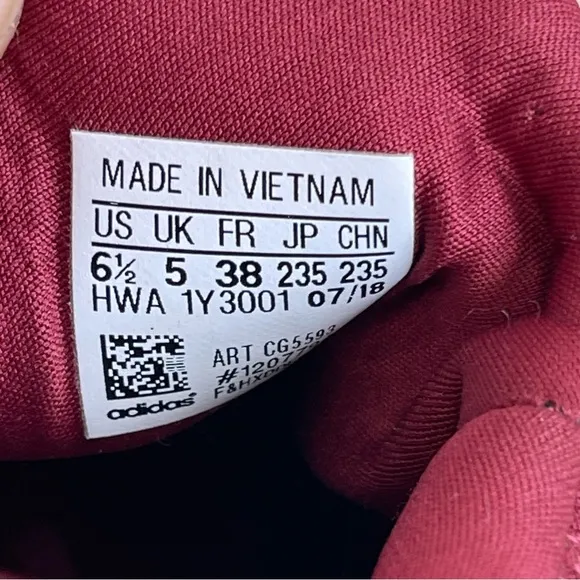 MADE IN VIETNAM
US UK FR JP CHN
6½ 5 38 235 235
HWA 1Y3001 07/18
ART CG5593
adidas